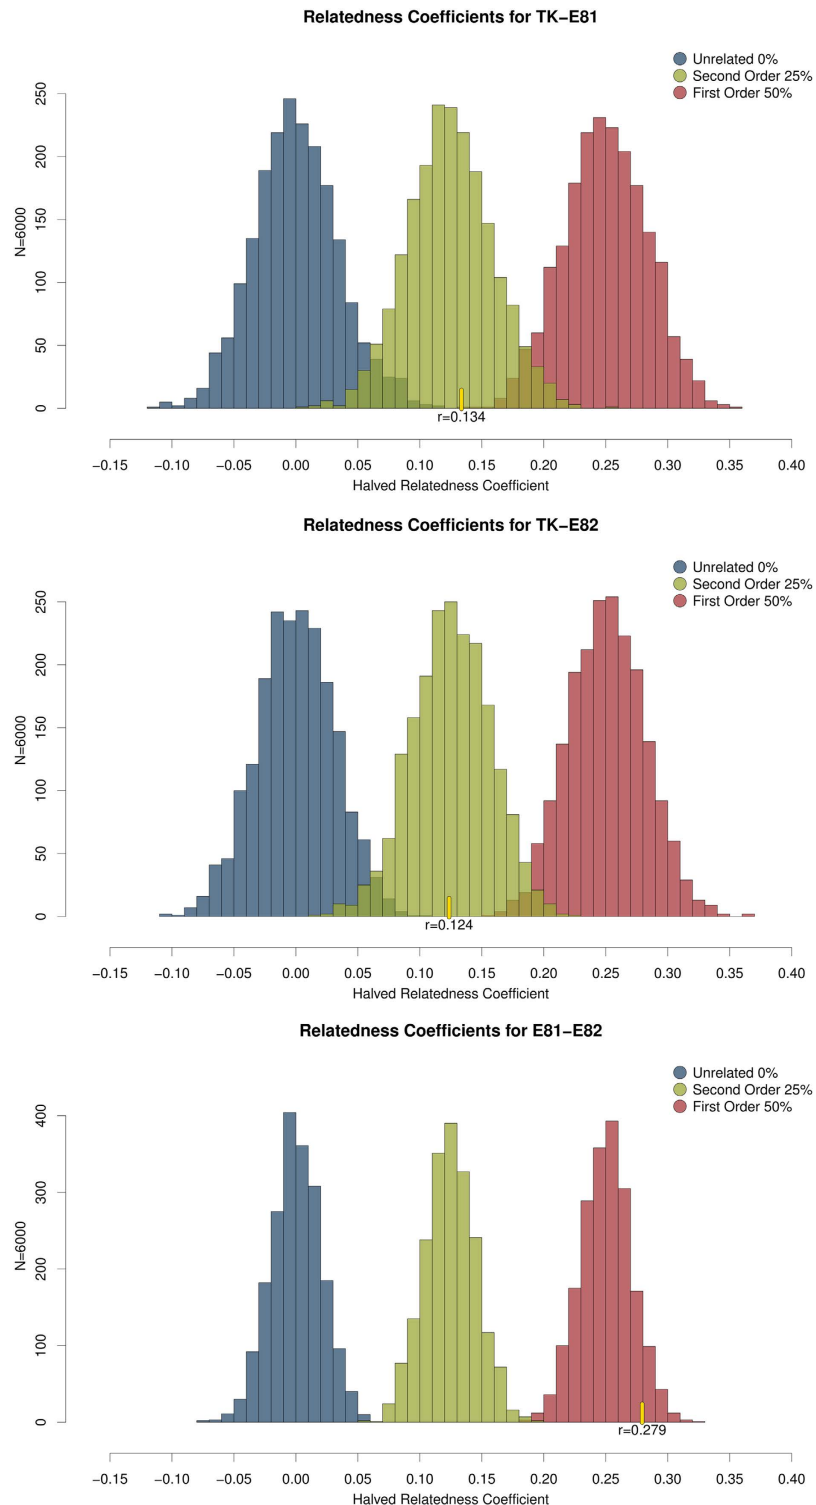 Relatedness Coefficients for TK−E81
Unrelated 0%
Second Order 25%
First Order 50%
N=6000
250
200
150
100
50
0
r=0.134
−0.15 −0.10 −0.05 0.00 0.05 0.10 0.15 0.20 0.25 0.30 0.35 0.40
Halved Relatedness Coefficient
Relatedness Coefficients for TK−E82
Unrelated 0%
Second Order 25%
First Order 50%
N=6000
250
200
150
100
50
0
r=0.124
−0.15 −0.10 −0.05 0.00 0.05 0.10 0.15 0.20 0.25 0.30 0.35 0.40
Halved Relatedness Coefficient
Relatedness Coefficients for E81−E82
Unrelated 0%
Second Order 25%
First Order 50%
N=6000
400
300
200
100
0
r=0.279
−0.15 −0.10 −0.05 0.00 0.05 0.10 0.15 0.20 0.25 0.30 0.35 0.40
Halved Relatedness Coefficient